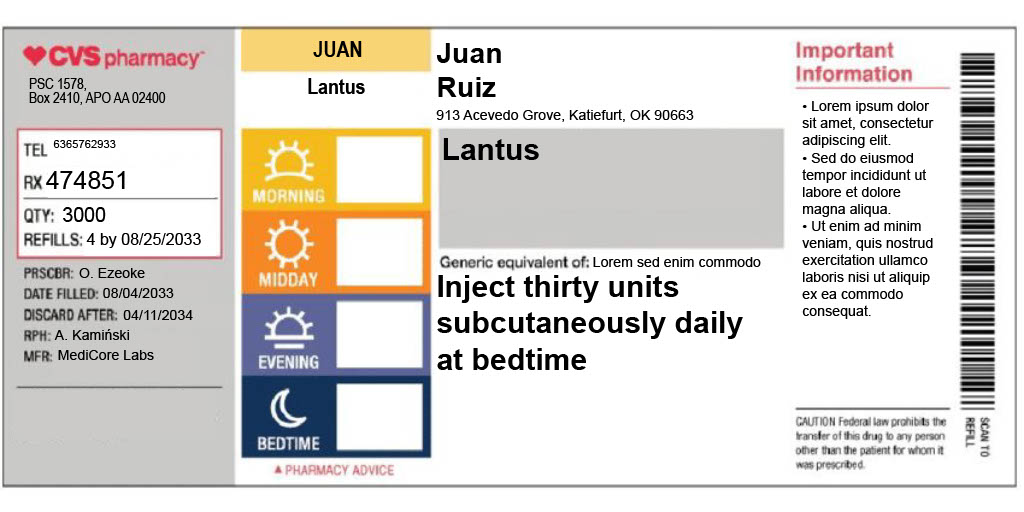 CVS pharmacy
PSC 1578,
Box 2410, APO AA 02400
TEL 6365762933
RX 474851
QTY: 3000
REFILLS: 4 by 08/25/2033
PRSCBR: O. Ezeoke
DATE FILLED: 08/04/2033
DISCARD AFTER: 04/11/2034
RPH: A. Kamiński
MFR: MediCore Labs
JUAN
Lantus
MORNING
MIDDAY
EVENING
BEDTIME
▲ PHARMACY ADVICE
Juan
Ruiz
913 Acevedo Grove, Katiefurt, OK 90663
Lantus
Generic equivalent of: Lorem sed enim commodo
Inject thirty units
subcutaneously daily
at bedtime
Important
Information
• Lorem ipsum dolor
sit amet, consectetur
adipiscing elit.
• Sed do eiusmod
tempor incididunt ut
labore et dolore
magna aliqua.
• Ut enim ad minim
veniam, quis nostrud
exercitation ullamco
laboris nisi ut aliquip
ex ea commodo
consequat.
CAUTION Federal law prohibits the
transfer of this drug to any person
other than the patient for whom it
was prescribed.
SCAN TO
REFILL